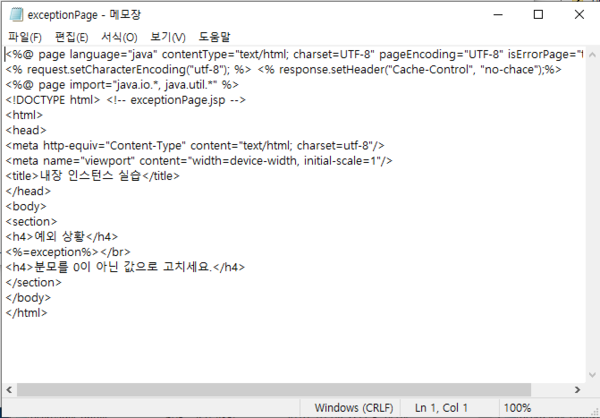 exceptionPage - 메모장
파일(F) 편집(E) 서식(O) 보기(V) 도움말
<%@ page language="java" contentType="text/html; charset=UTF-8" pageEncoding="UTF-8" isErrorPage="t
<% request.setCharacterEncoding("utf-8"); %> <% response.setHeader("Cache-Control", "no-chace");%>
<%@ page import="java.io.*, java.util.*" %>
<!DOCTYPE html> <!-- exceptionPage.jsp -->
<html>
<head>
<meta http-equiv="Content-Type" content="text/html; charset=utf-8"/>
<meta name="viewport" content="width=device-width, initial-scale=1"/>
<title>내장 인스턴스 실습</title>
</head>
<body>
<section>
<h4>예외 상황</h4>
<%=exception%></br>
<h4>분모를 0이 아닌 값으로 고치세요.</h4>
</section>
</body>
</html>
Windows (CRLF) Ln 1, Col 1 100%